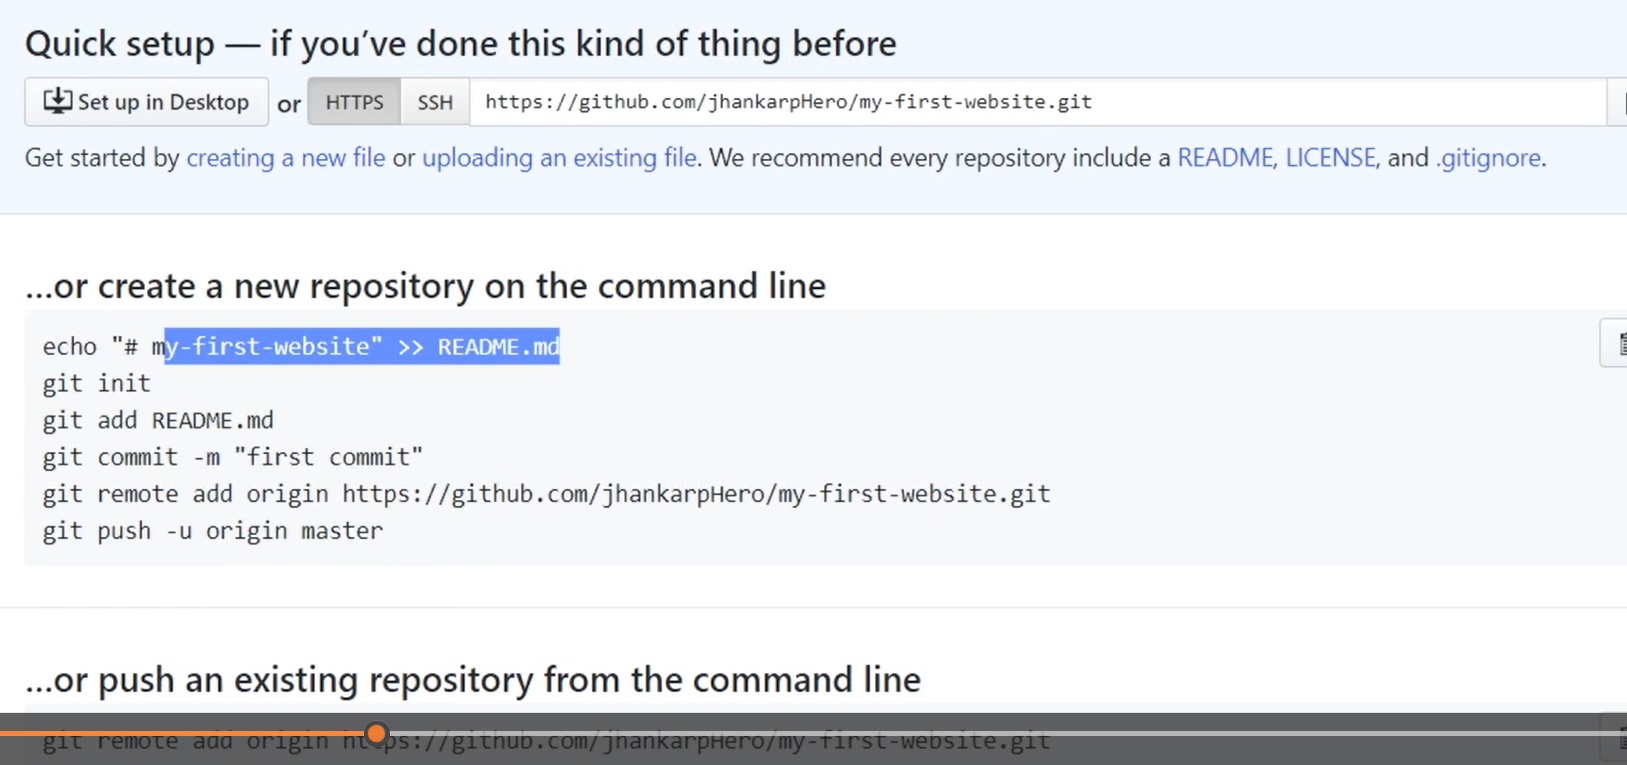 Quick setup — if you’ve done this kind of thing before
Set up in Desktop or HTTPS SSH https://github.com/jhankarpHero/my-first-website.git
Get started by creating a new file or uploading an existing file. We recommend every repository include a README, LICENSE, and .gitignore.
…or create a new repository on the command line
echo "# my-first-website" >> README.md
git init
git add README.md
git commit -m "first commit"
git remote add origin https://github.com/jhankarpHero/my-first-website.git
git push -u origin master
…or push an existing repository from the command line
git remote add origin https://github.com/jhankarpHero/my-first-website.git